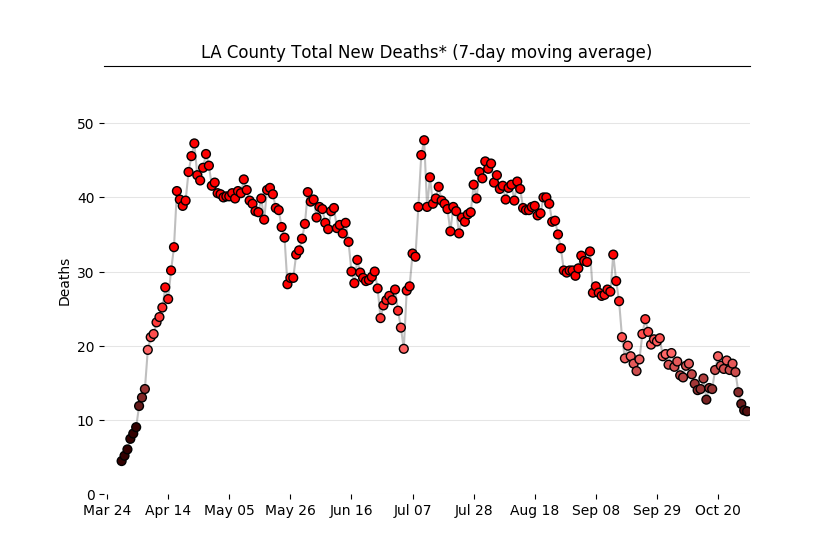 LA County Total New Deaths* (7-day moving average)
50
40
30
20
10
0
Deaths
Mar 24 Apr 14 May 05 May 26 Jun 16 Jul 07 Jul 28 Aug 18 Sep 08 Sep 29 Oct 20